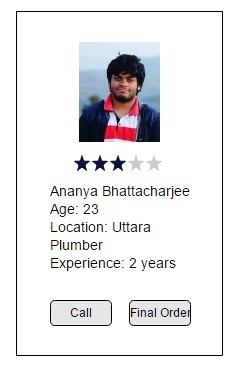 Ananya Bhattacharjee
Age: 23
Location: Uttara
Plumber
Experience: 2 years
Call
Final Order